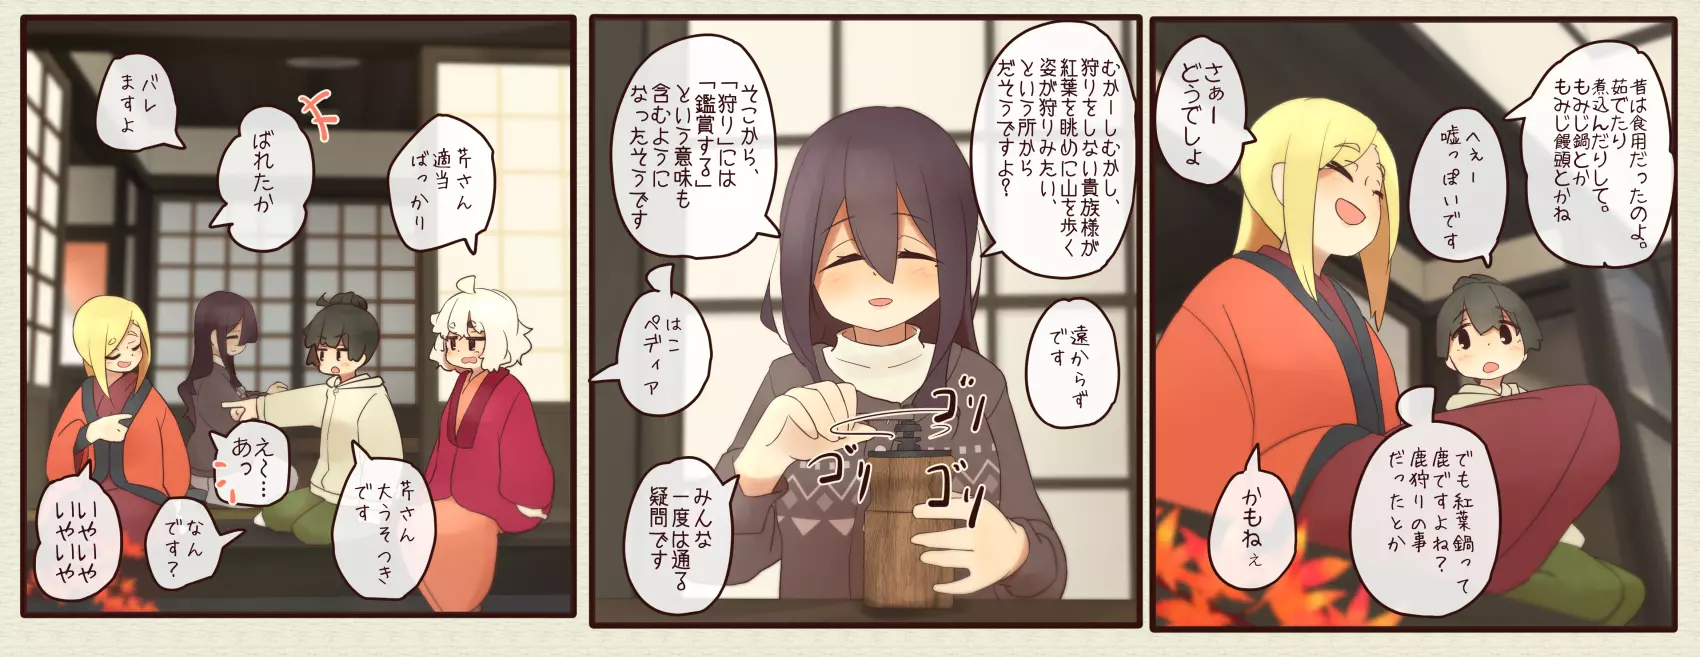 昔は食用だったのよ。
茹でたり
煮込んだりして。
もみじ鍋とか
もみじ饅頭とかね
へぇー
嘘っぽいです
さぁー
どうでしょ
でも紅葉鍋って
鹿ですよね？
鹿狩りの事
だったとか
かもねぇ
むかーしむかし、
狩りをしない貴族様が
紅葉を眺めに山を歩く
姿が狩りみたい、
という所から
だそうですよ？
そこから、
「狩り」には
「鑑賞する」
という意味も
含むように
なったそうです
遠からず
です
はこ
ペディア
ゴリ
ゴリ
ゴリ
みんな
一度は通る
疑問です
芹さん
適当
ばっかり
ばれたか
バレ
ますよ
芹さん
大うそつき
です
え～…
あっ
なん
です？
いやいや
いやいや